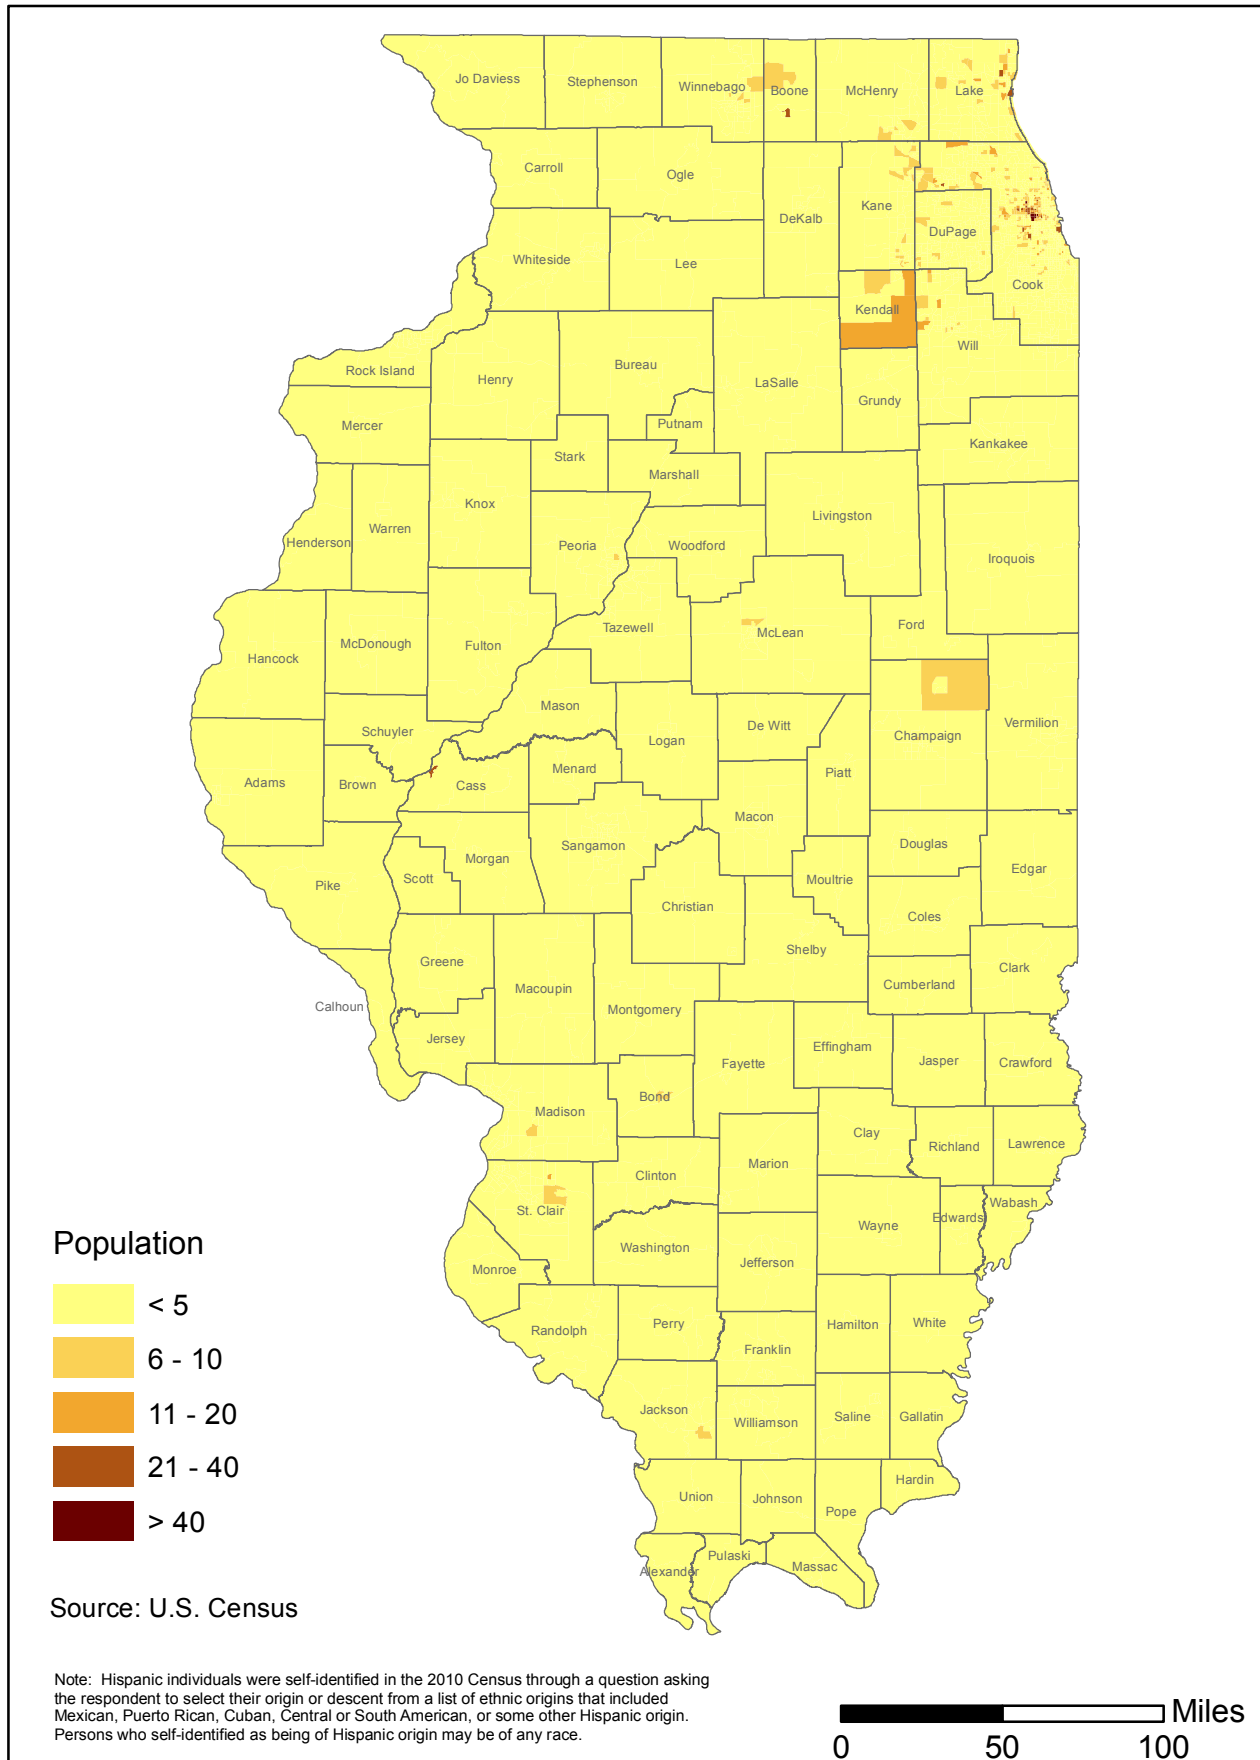 Jo Daviess
Stephenson
Winnebago
Boone
McHenry
Lake
Carroll
Ogle
DeKalb
Kane
DuPage
Cook
Whiteside
Lee
Kendall
Will
Rock Island
Henry
Bureau
LaSalle
Grundy
Mercer
Putnam
Kankakee
Stark
Marshall
Knox
Livingston
Henderson
Warren
Peoria
Woodford
Iroquois
Tazewell
McLean
Ford
Hancock
McDonough
Fulton
Mason
Logan
De Witt
Champaign
Vermilion
Schuyler
Adams
Brown
Cass
Menard
Piatt
Macon
Sangamon
Douglas
Edgar
Pike
Scott
Morgan
Christian
Moultrie
Coles
Shelby
Greene
Clark
Cumberland
Macoupin
Calhoun
Montgomery
Jersey
Fayette
Effingham
Jasper
Crawford
Bond
Madison
Clay
Richland
Lawrence
Marion
Clinton
St. Clair
Wayne
Edwards
Wabash
Washington
Jefferson
Monroe
Randolph
Perry
Hamilton
White
Franklin
Jackson
Williamson
Saline
Gallatin
Hardin
Union
Johnson
Pope
Pulaski
Alexander
Massac
Population
< 5
6 - 10
11 - 20
21 - 40
> 40
Source: U.S. Census
Note: Hispanic individuals were self-identified in the 2010 Census through a question asking
the respondent to select their origin or descent from a list of ethnic origins that included
Mexican, Puerto Rican, Cuban, Central or South American, or some other Hispanic origin.
Persons who self-identified as being of Hispanic origin may be of any race.
Miles
0 50 100